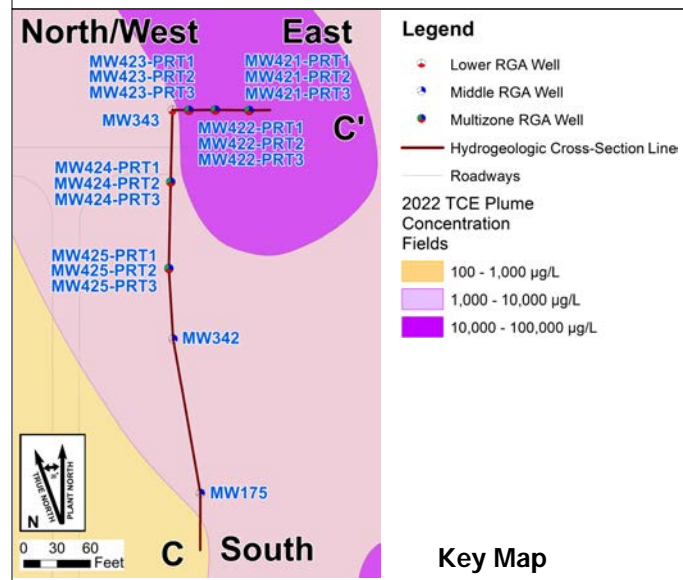 North/West
East
MW423-PRT1
MW423-PRT2
MW423-PRT3
MW421-PRT1
MW421-PRT2
MW421-PRT3
MW343
MW422-PRT1
MW422-PRT2
MW422-PRT3
C'
MW424-PRT1
MW424-PRT2
MW424-PRT3
MW425-PRT1
MW425-PRT2
MW425-PRT3
MW342
MW175
TRUE NORTH
PLANT NORTH
N
0 30 60
Feet
C
South
Legend
Lower RGA Well
Middle RGA Well
Multizone RGA Well
Hydrogeologic Cross-Section Line
Roadways
2022 TCE Plume
Concentration
Fields
100 - 1,000 µg/L
1,000 - 10,000 µg/L
10,000 - 100,000 µg/L
Key Map